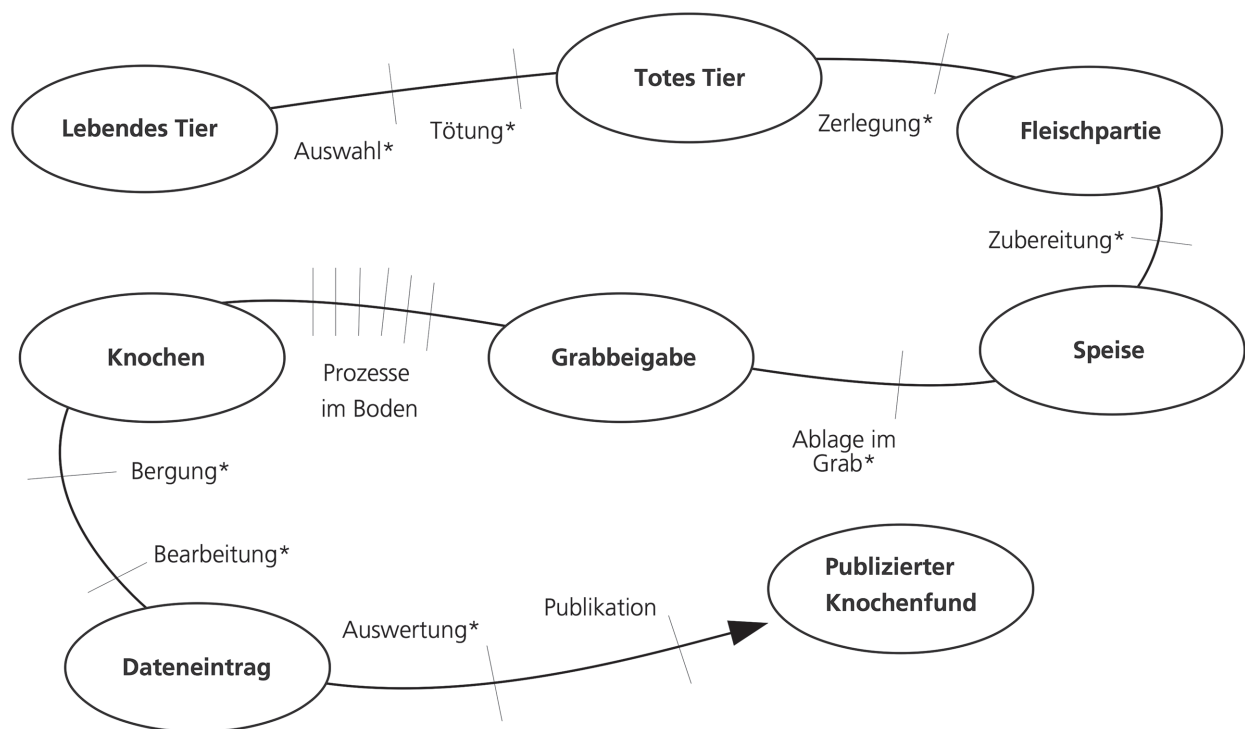 Lebendes Tier
Auswahl*
Tötung*
Totes Tier
Zerlegung*
Fleischpartie
Zubereitung*
Speise
Ablage im
Grab*
Grabbeigabe
Prozesse
im Boden
Knochen
Bergung*
Bearbeitung*
Dateneintrag
Auswertung*
Publikation
Publizierter
Knochenfund